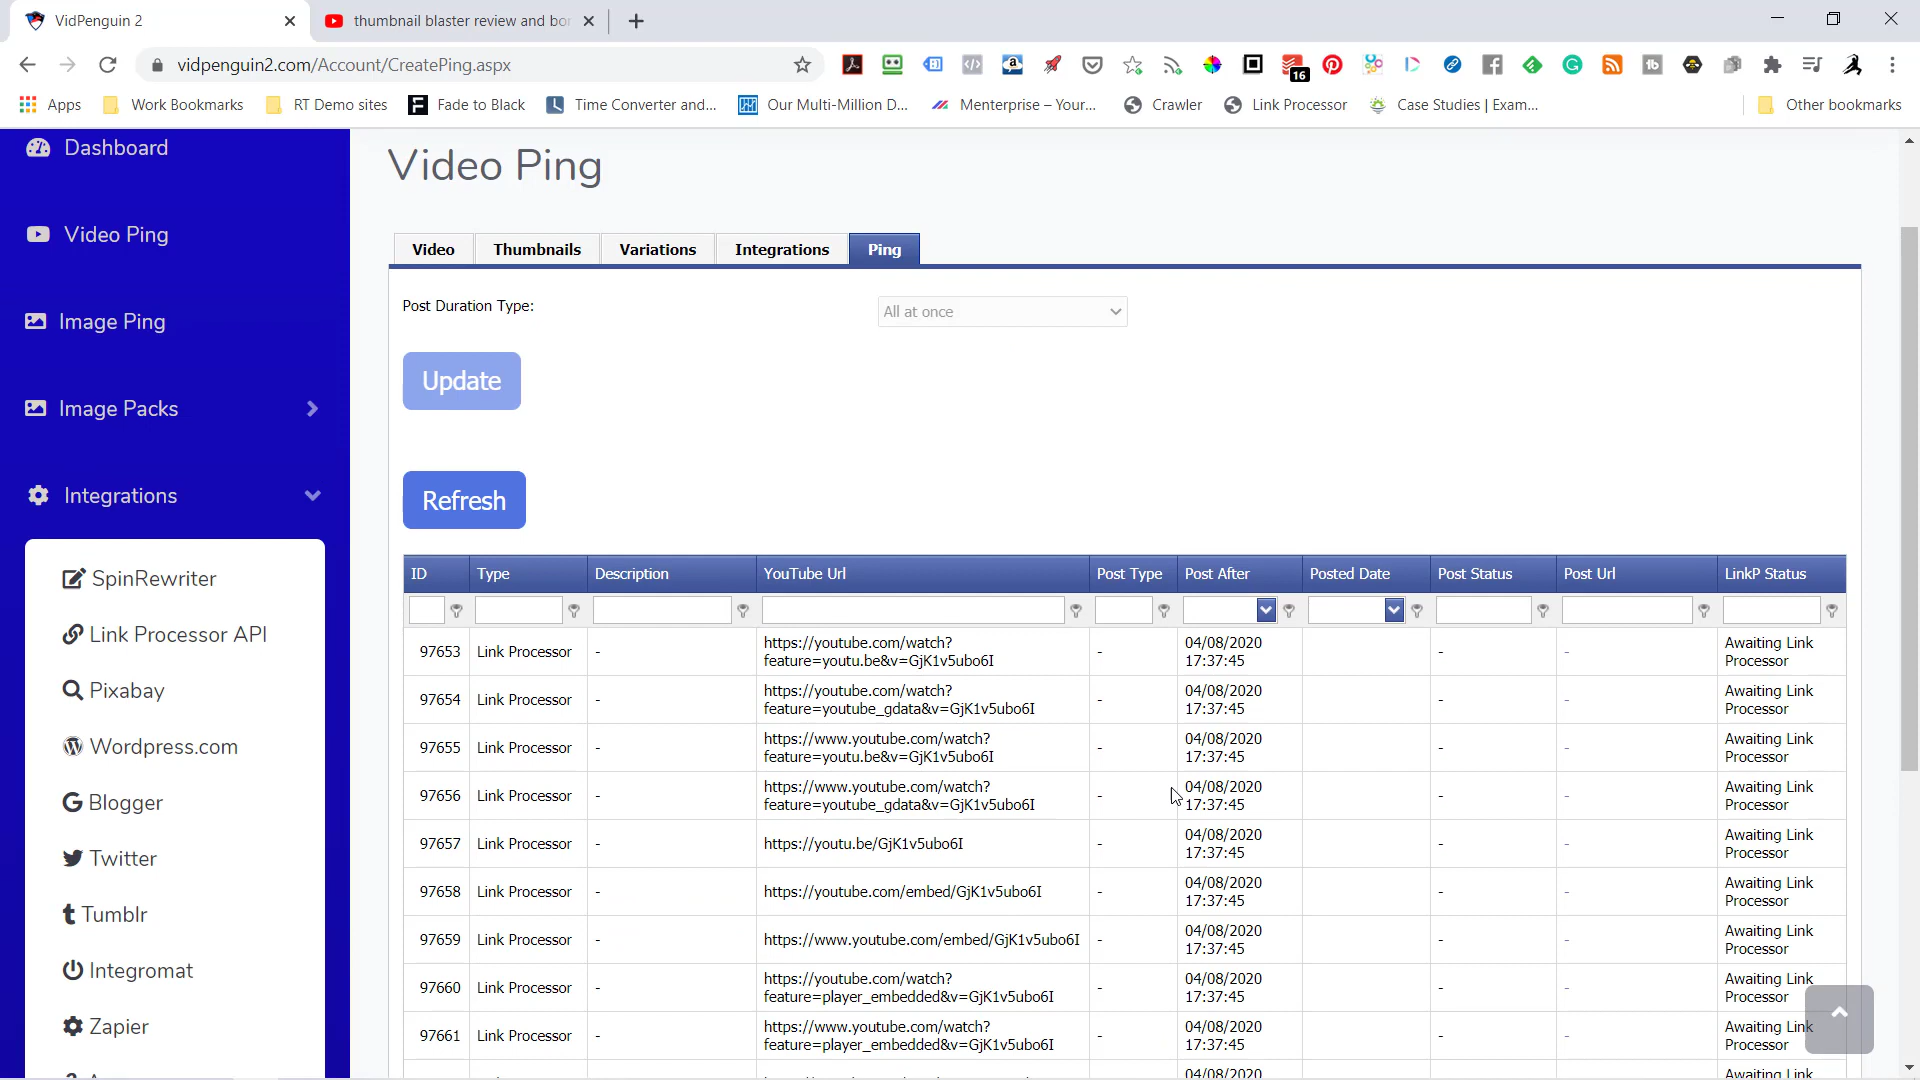 VidPenguin 2
thumbnail blaster review and bor
vidpenguin2.com/Account/CreatePing.aspx
16
Apps
Work Bookmarks
RT Demo sites
Fade to Black
Time Converter and...
Our Multi-Million D...
Menterprise – Your...
Crawler
Link Processor
Case Studies | Exam...
Other bookmarks
Dashboard
Video Ping
Image Ping
Image Packs
Integrations
SpinRewriter
Link Processor API
Pixabay
Wordpress.com
Blogger
Twitter
Tumblr
Integromat
Zapier
Video Ping
Video Thumbnails Variations Integrations Ping
Post Duration Type: All at once
Update
Refresh
ID Type Description YouTube Url Post Type Post After Posted Date Post Status Post Url LinkP Status
97653 Link Processor - https://youtube.com/watch?
feature=youtu.be&v=GjK1v5ubo6I - 04/08/2020
17:37:45 - - Awaiting Link
Processor
97654 Link Processor - https://youtube.com/watch?
feature=youtube_gdata&v=GjK1v5ubo6I - 04/08/2020
17:37:45 - - Awaiting Link
Processor
97655 Link Processor - https://www.youtube.com/watch?
feature=youtu.be&v=GjK1v5ubo6I - 04/08/2020
17:37:45 - - Awaiting Link
Processor
97656 Link Processor - https://www.youtube.com/watch?
feature=youtube_gdata&v=GjK1v5ubo6I - 04/08/2020
17:37:45 - - Awaiting Link
Processor
97657 Link Processor - https://youtu.be/GjK1v5ubo6I - 04/08/2020
17:37:45 - - Awaiting Link
Processor
97658 Link Processor - https://youtube.com/embed/GjK1v5ubo6I - 04/08/2020
17:37:45 - - Awaiting Link
Processor
97659 Link Processor - https://www.youtube.com/embed/GjK1v5ubo6I - 04/08/2020
17:37:45 - - Awaiting Link
Processor
97660 Link Processor - https://youtube.com/watch?
feature=player_embedded&v=GjK1v5ubo6I - 04/08/2020
17:37:45 - - Awaiting Link
Processor
97661 Link Processor - https://www.youtube.com/watch?
feature=player_embedded&v=GjK1v5ubo6I - 04/08/2020
17:37:45 - - Awaiting Link
Processor
04/08/2020
Awaiting Link